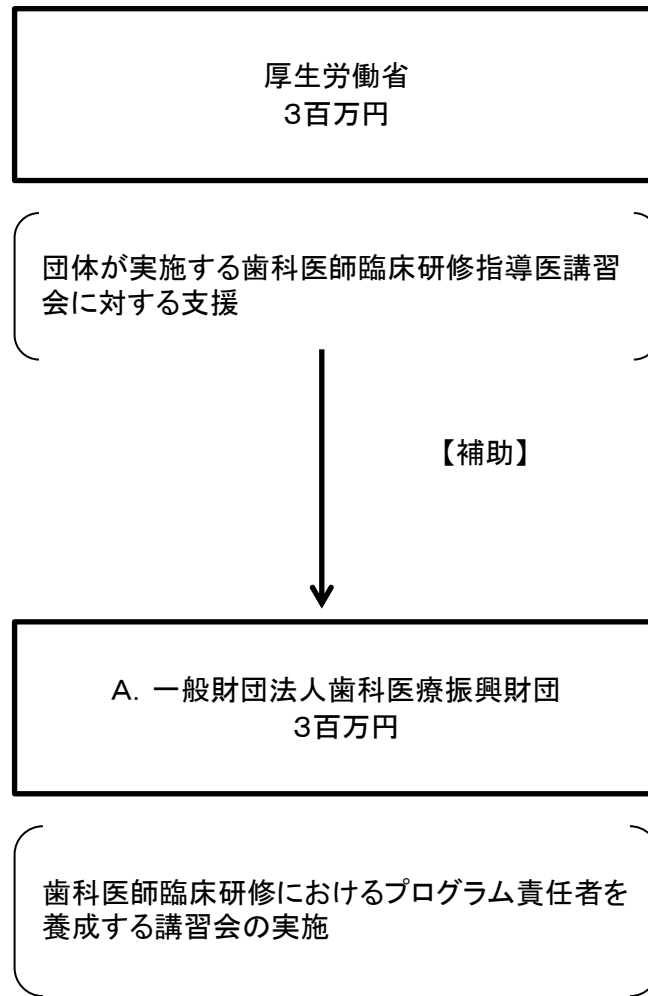 厚生労働省
３百万円
団体が実施する歯科医師臨床研修指導医講習
会に対する支援
【補助】
Ａ．一般財団法人歯科医療振興財団
３百万円
歯科医師臨床研修におけるプログラム責任者を
養成する講習会の実施